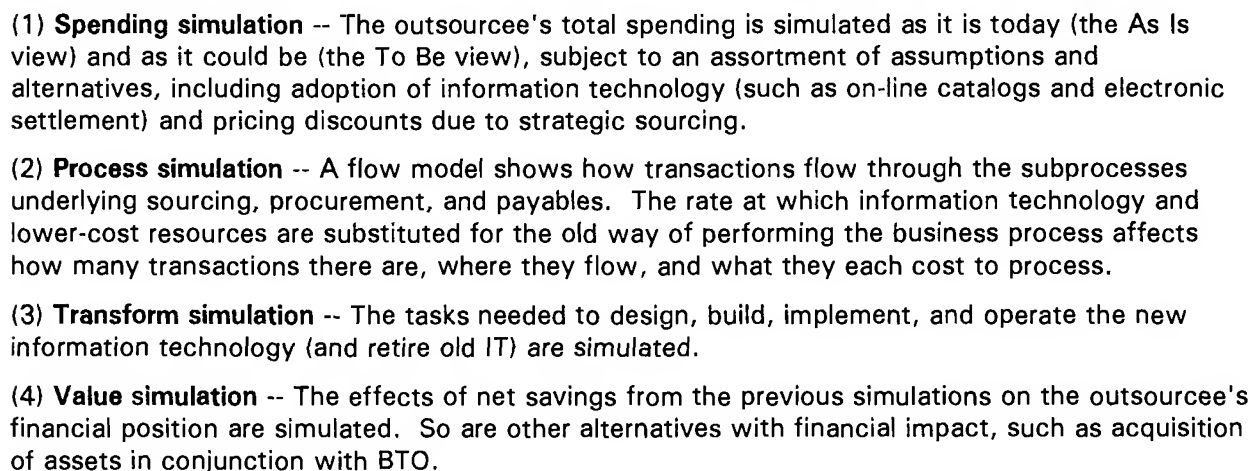 (1) Spending simulation -- The outsourcee's total spending is simulated as it is today (the As Is
view) and as it could be (the To Be view), subject to an assortment of assumptions and
alternatives, including adoption of information technology (such as on-line catalogs and electronic
settlement) and pricing discounts due to strategic sourcing.
(2) Process simulation -- A flow model shows how transactions flow through the subprocesses
underlying sourcing, procurement, and payables. The rate at which information technology and
lower-cost resources are substituted for the old way of performing the business process affects
how many transactions there are, where they flow, and what they each cost to process.
(3) Transform simulation -- The tasks needed to design, build, implement, and operate the new
information technology (and retire old IT) are simulated.
(4) Value simulation -- The effects of net savings from the previous simulations on the outsourcee's
financial position are simulated. So are other alternatives with financial impact, such as acquisition
of assets in conjunction with BTO.